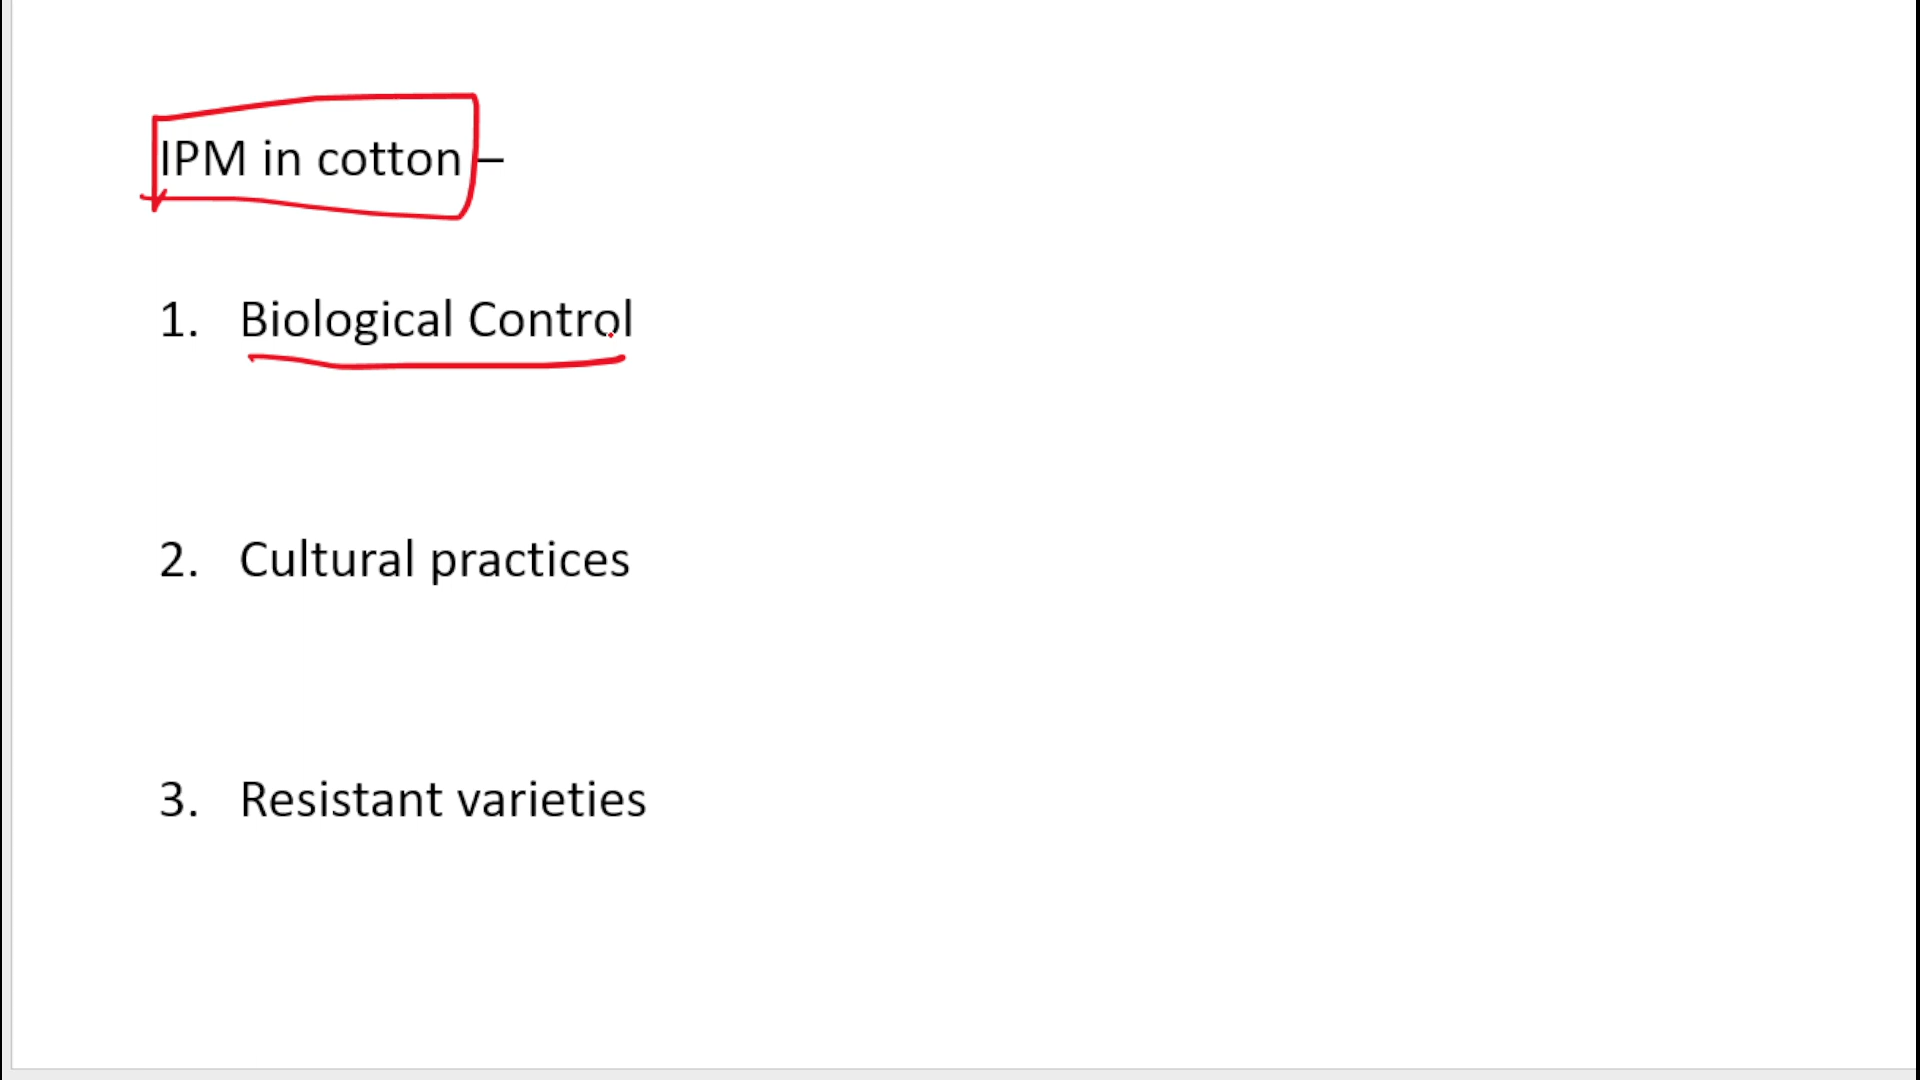 IPM in cotton –
1. Biological Control
2. Cultural practices
3. Resistant varieties